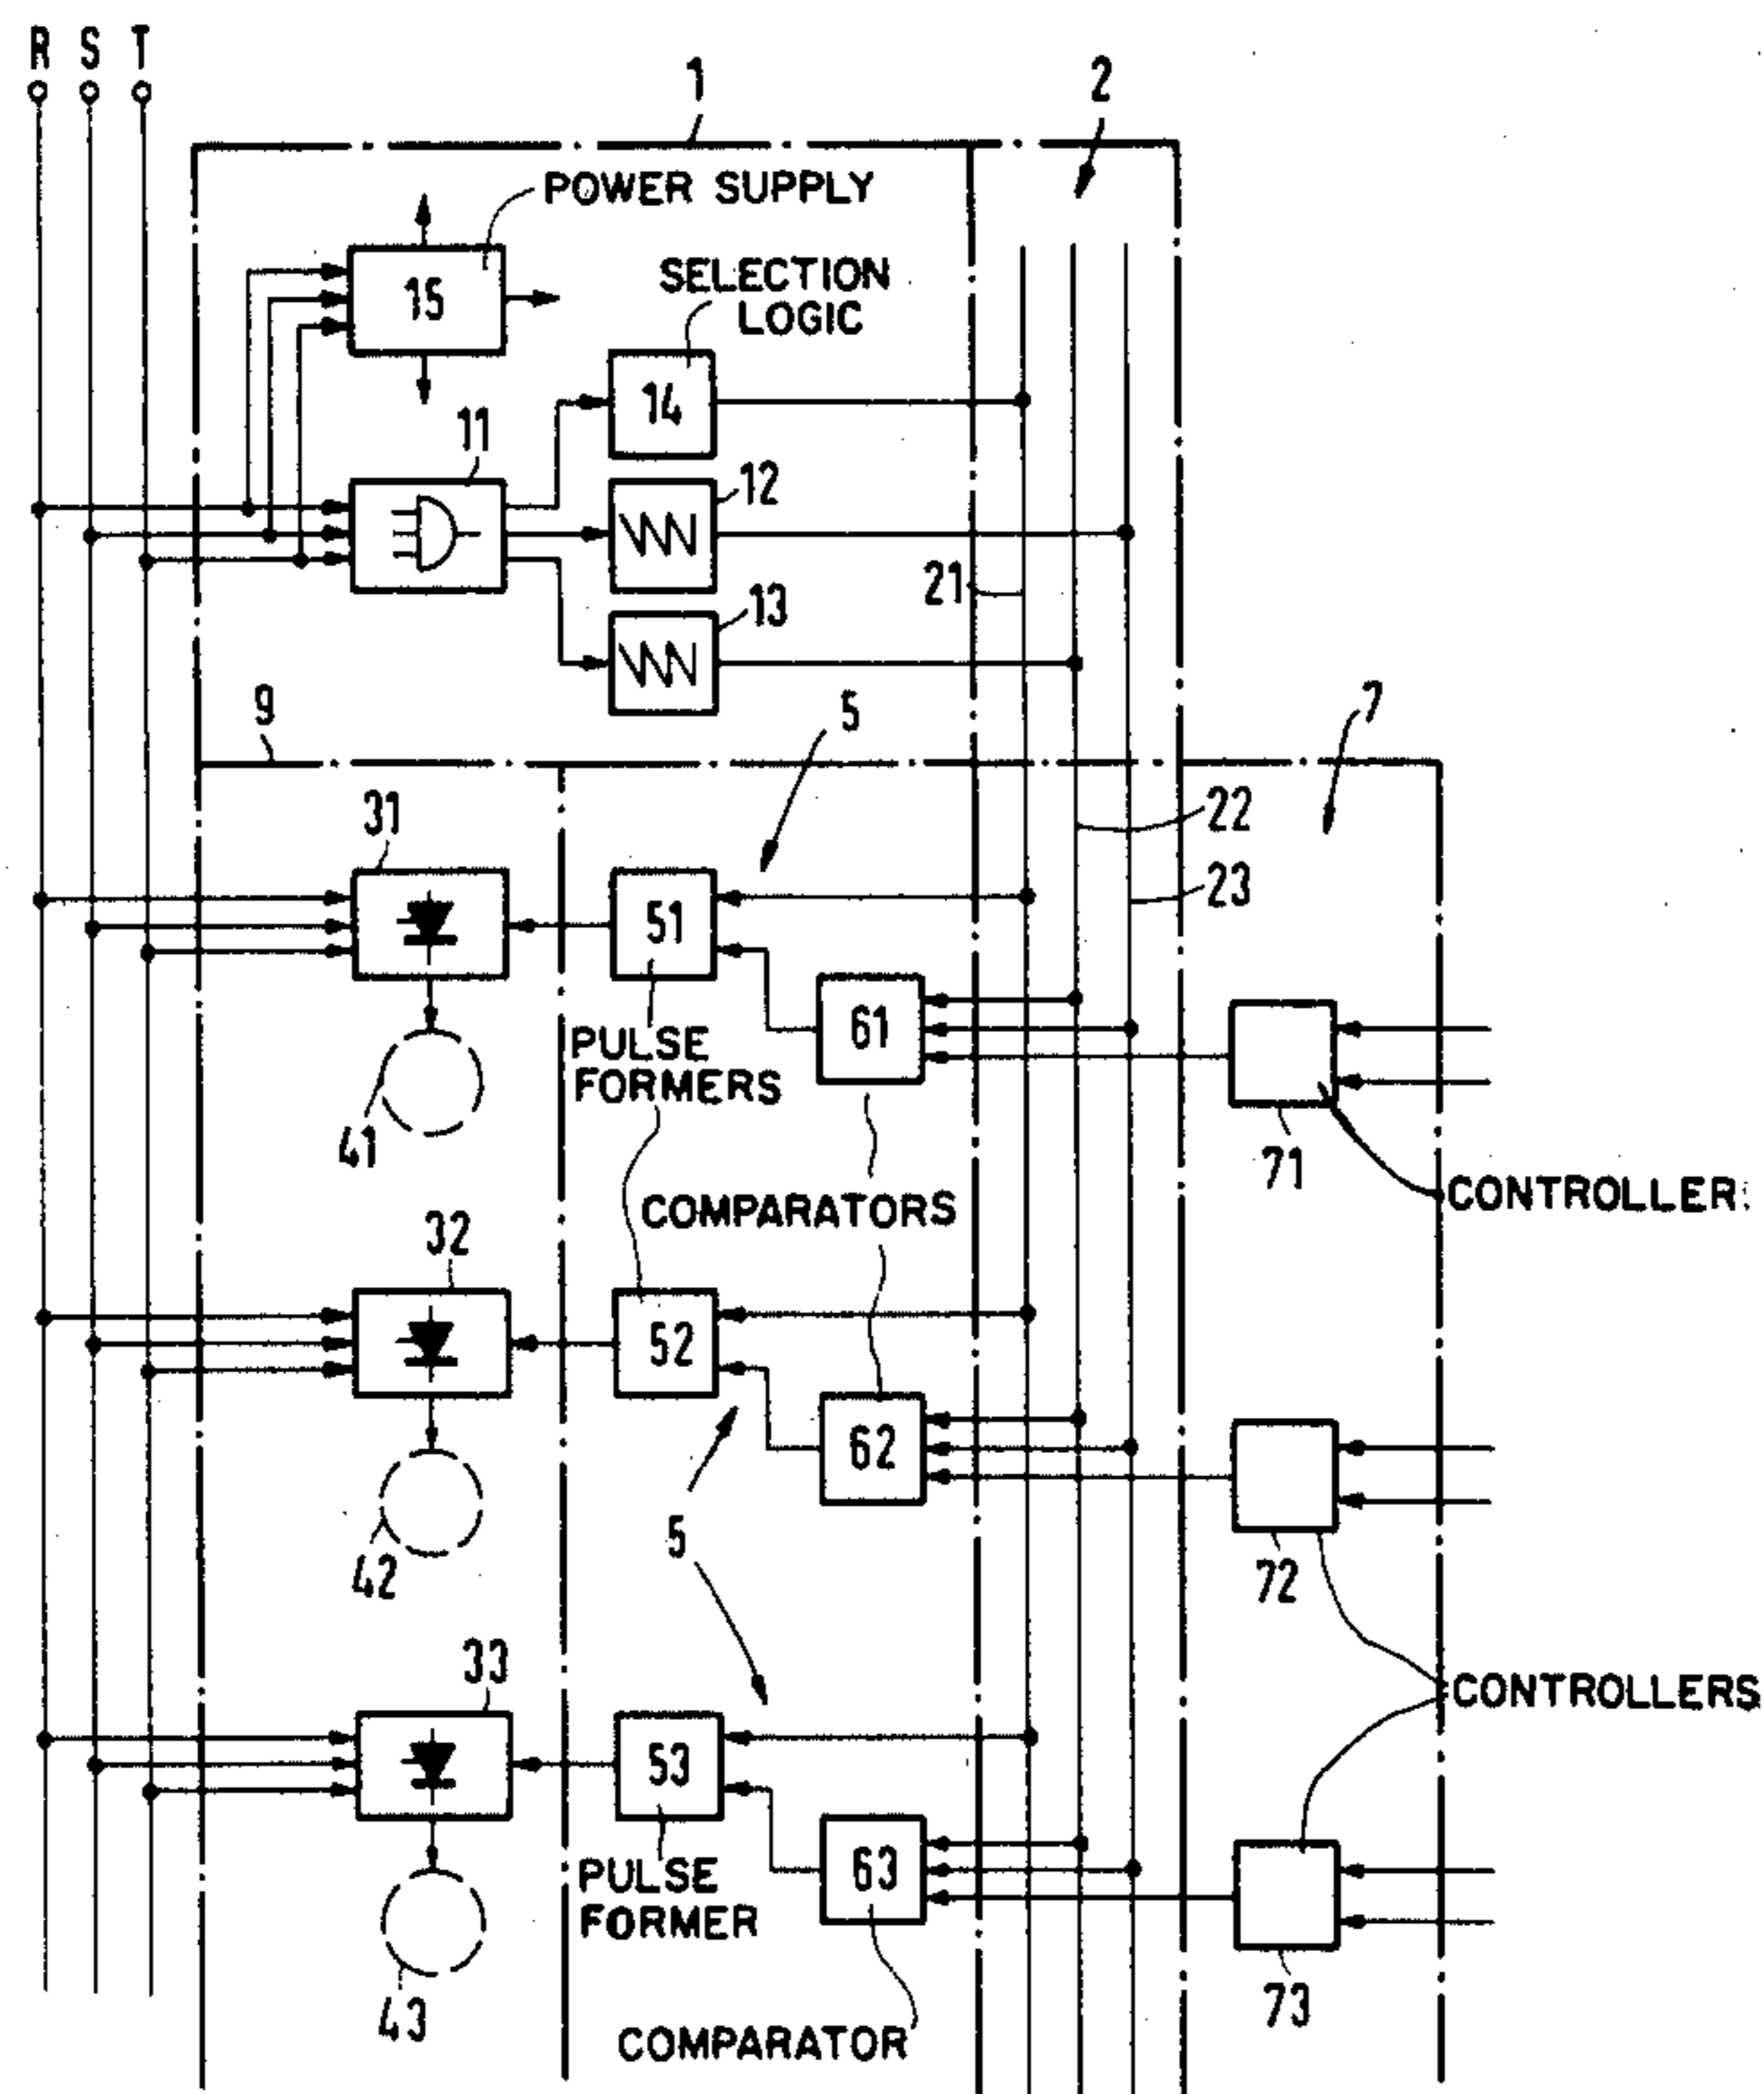 R S T
1
2
POWER SUPPLY
15
SELECTION
LOGIC
14
11
12
21
13
9
5
7
31
22
23
51
61
PULSE
FORMERS
41
71
COMPARATORS
CONTROLLER
32
52
62
42
5
72
33
CONTROLLERS
53
63
PULSE
FORMER
43
73
COMPARATOR